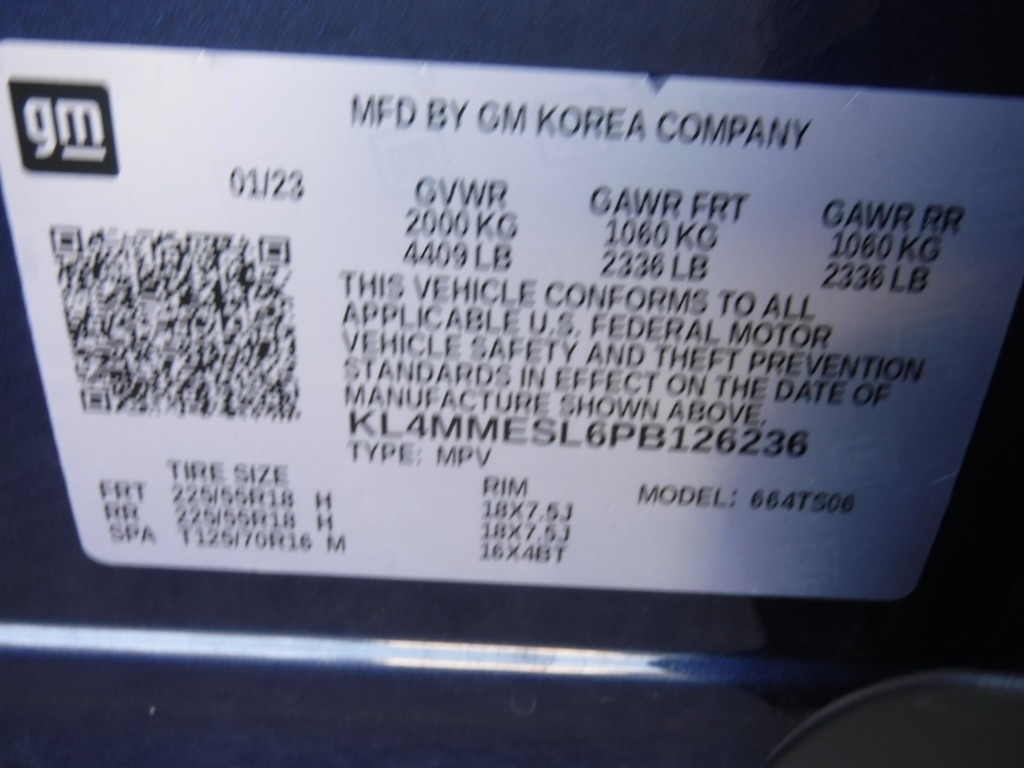 gm
MFD BY GM KOREA COMPANY
01/23
GVWR GAWR FRT GAWR RR
2000 KG 1060 KG 1060 KG
4409 LB 2336 LB 2336 LB
THIS VEHICLE CONFORMS TO ALL
APPLICABLE U.S. FEDERAL MOTOR
VEHICLE SAFETY AND THEFT PREVENTION
STANDARDS IN EFFECT ON THE DATE OF
MANUFACTURE SHOWN ABOVE.
KL4MMESL6PB126236
TYPE: MPV
TIRE SIZE RIM MODEL: 664TS06
FRT 225/55R18 H 18X7.5J
RR 225/55R18 H 18X7.5J
SPA T125/70R16 M 16X4BT